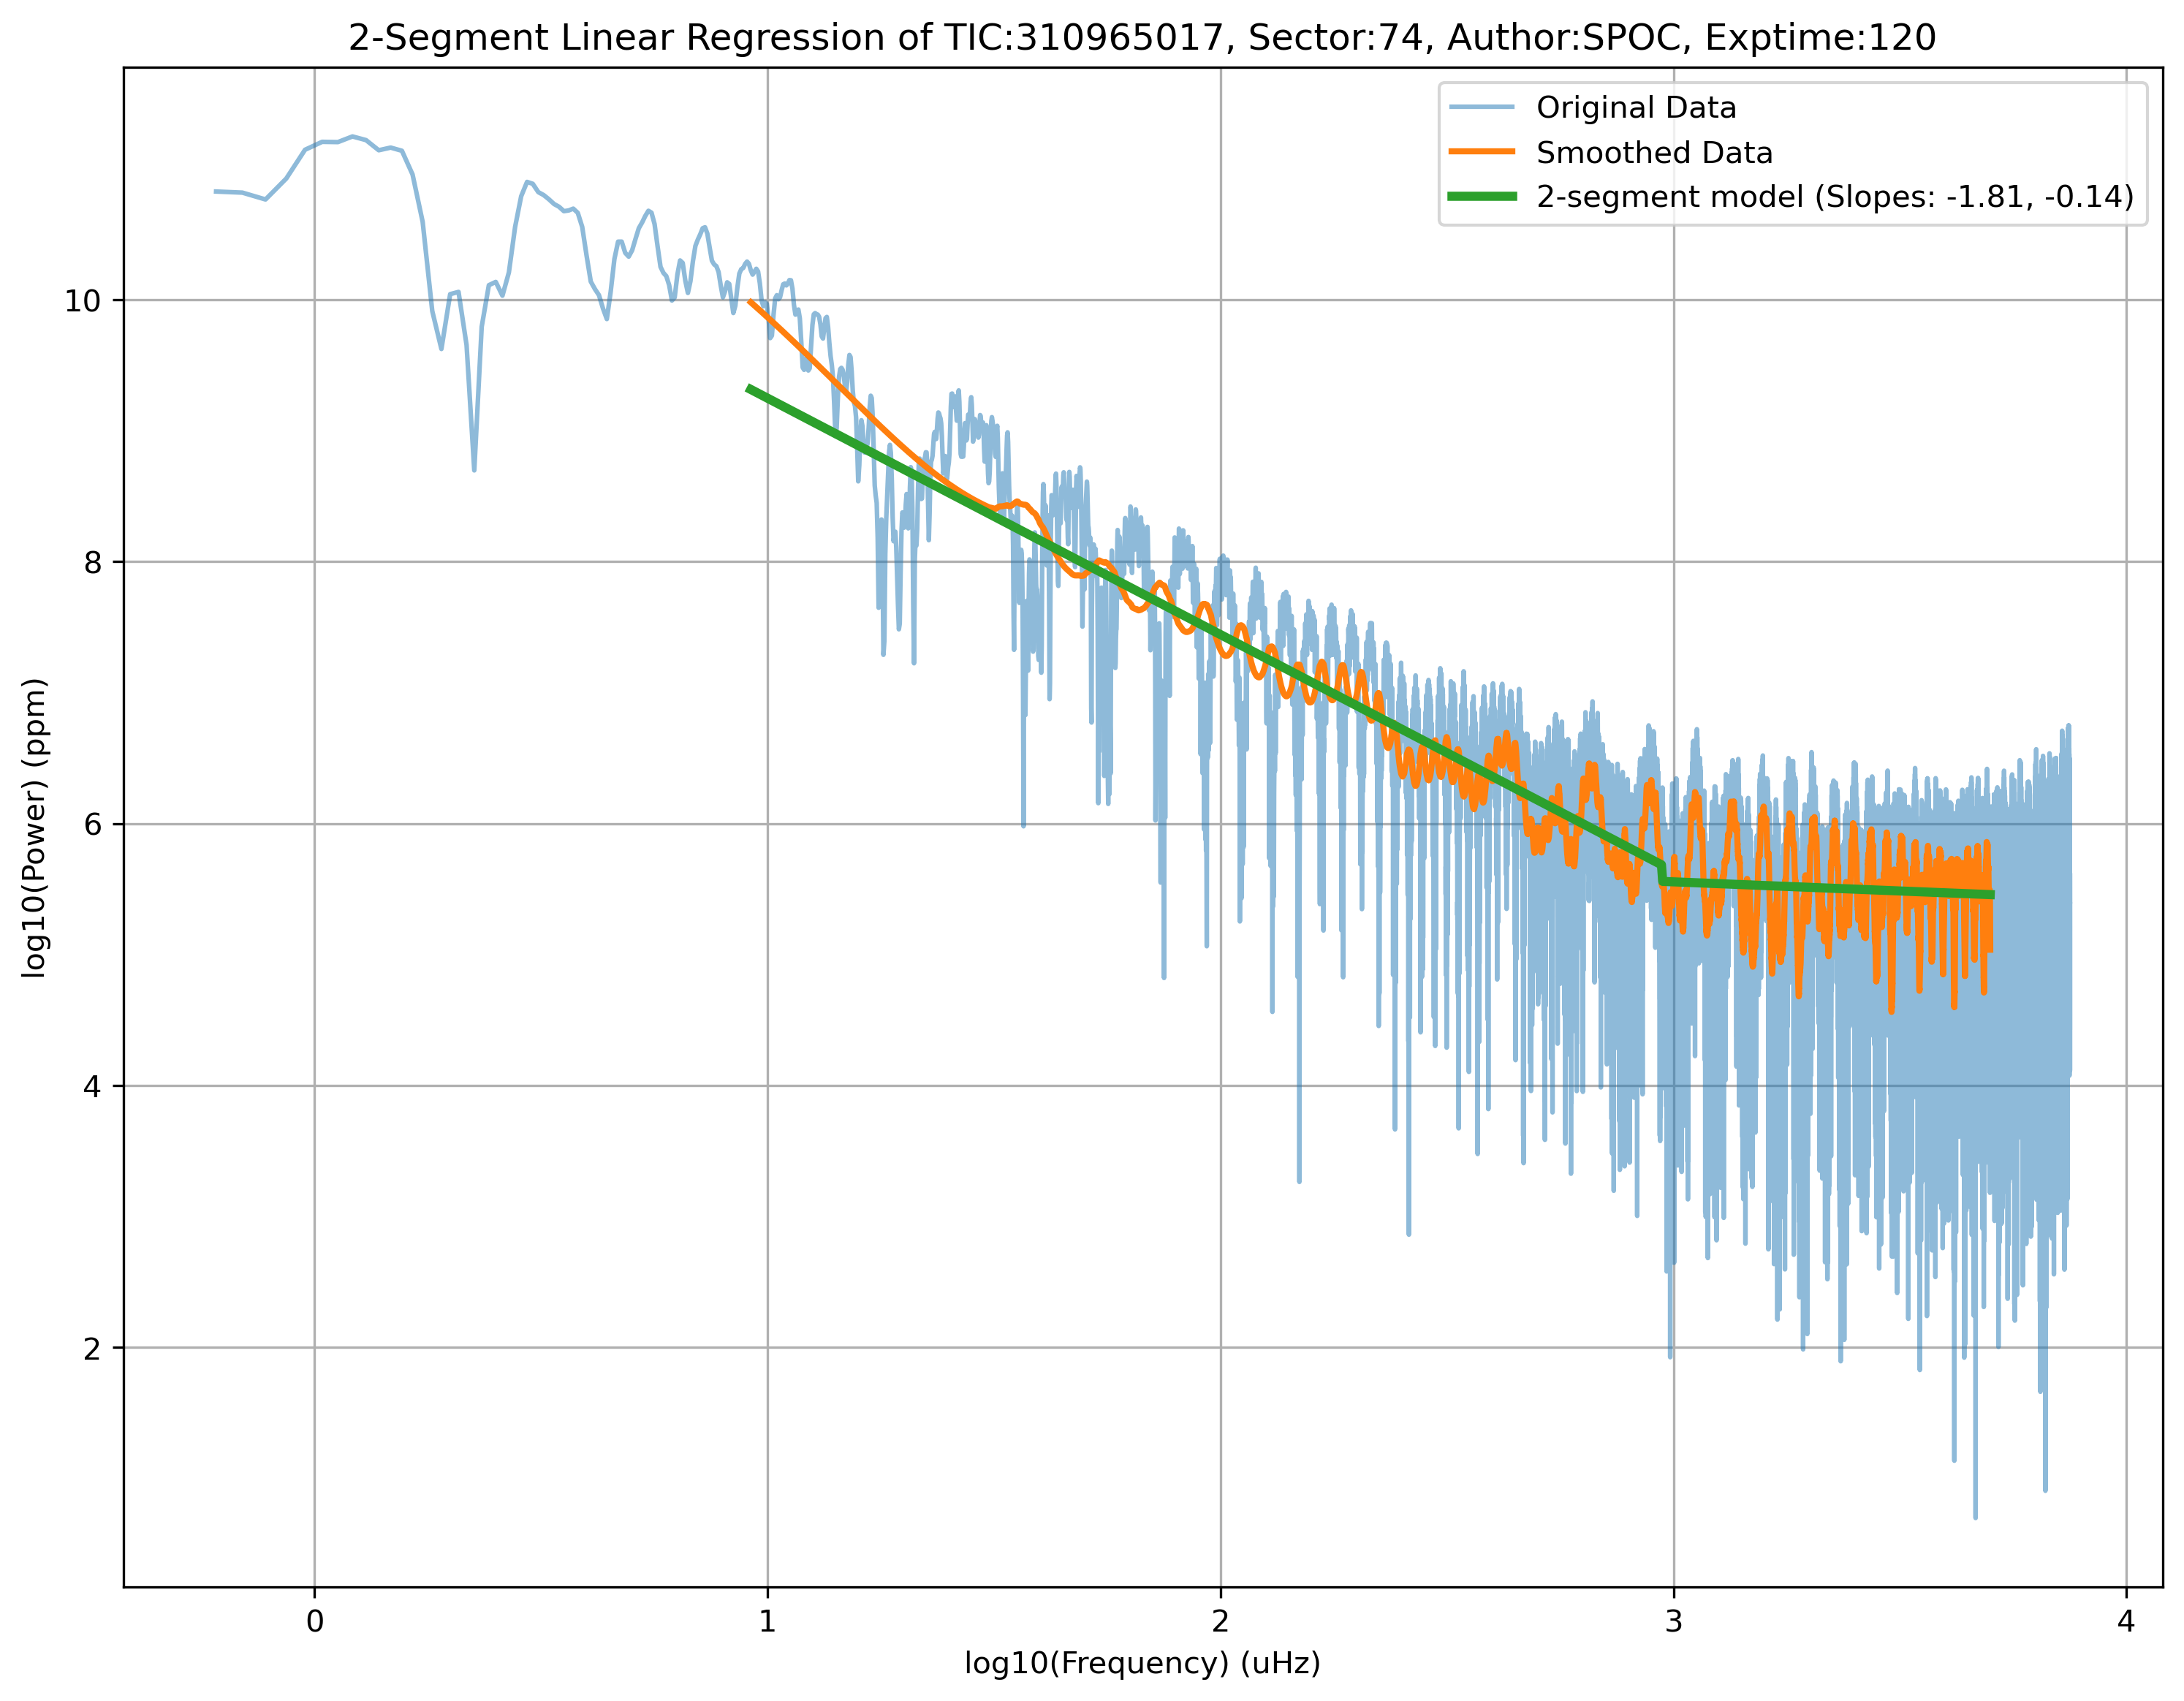 2-Segment Linear Regression of TIC:310965017, Sector:74, Author:SPOC, Exptime:120
Original Data
Smoothed Data
2-segment model (Slopes: -1.81, -0.14)
log10(Power) (ppm)
10
8
6
4
2
0 1 2 3 4
log10(Frequency) (uHz)